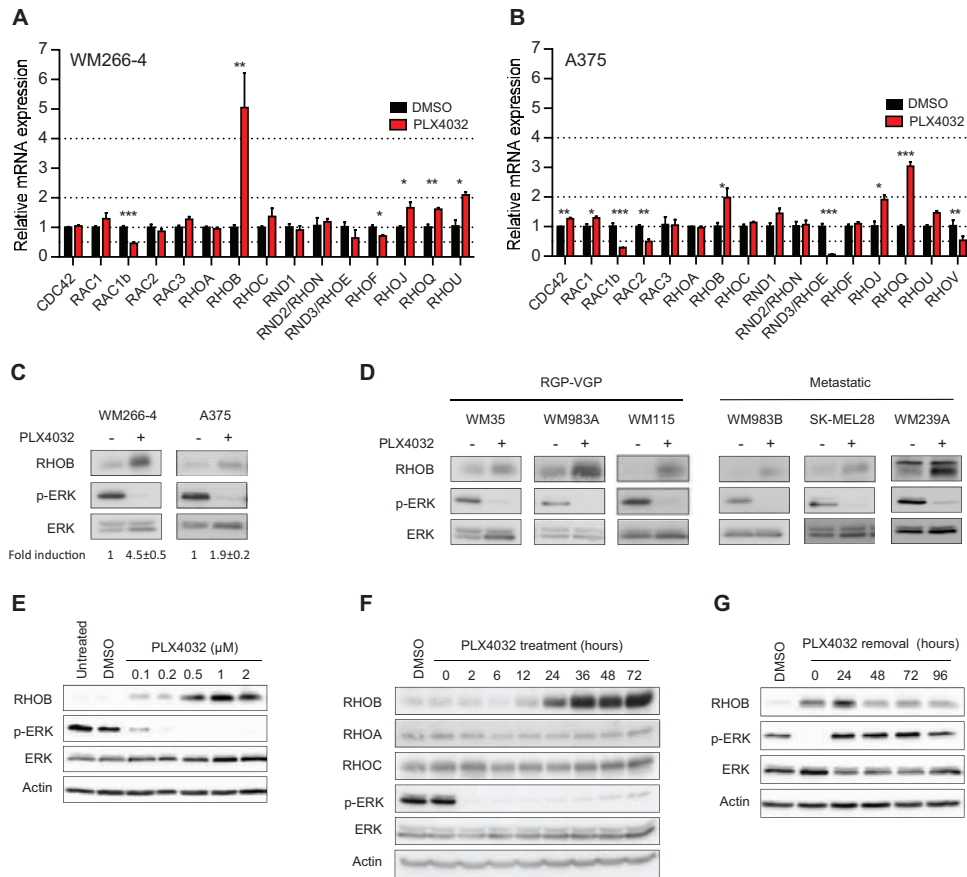 A
WM266-4
Relative mRNA expression
7
6
5
4
3
2
1
0
**
***
*
*
**
*
DMSO
PLX4032
CDC42
RAC1
RAC1b
RAC2
RAC3
RHOA
RHOB
RHOC
RND1
RND2/RHON
RND3/RHOE
RHOF
RHOJ
RHOQ
RHOU
B
A375
Relative mRNA expression
7
6
5
4
3
2
1
0
**
*
***
**
*
***
*
***
**
DMSO
PLX4032
CDC42
RAC1
RAC1b
RAC2
RAC3
RHOA
RHOB
RHOC
RND1
RND2/RHON
RND3/RHOE
RHOF
RHOJ
RHOQ
RHOU
RHOV
C
WM266-4 A375
PLX4032 - + - +
RHOB
p-ERK
ERK
Fold induction 1 4.5±0.5 1 1.9±0.2
D
RGP-VGP Metastatic
WM35 WM983A WM115 WM983B SK-MEL28 WM239A
PLX4032 - + - + - + - + - + - +
RHOB
p-ERK
ERK
E
Untreated
DMSO
PLX4032 (µM)
0.1 0.2 0.5 1 2
RHOB
p-ERK
ERK
Actin
F
DMSO
PLX4032 treatment (hours)
0 2 6 12 24 36 48 72
RHOB
RHOA
RHOC
p-ERK
ERK
Actin
G
DMSO
PLX4032 removal (hours)
0 24 48 72 96
RHOB
p-ERK
ERK
Actin